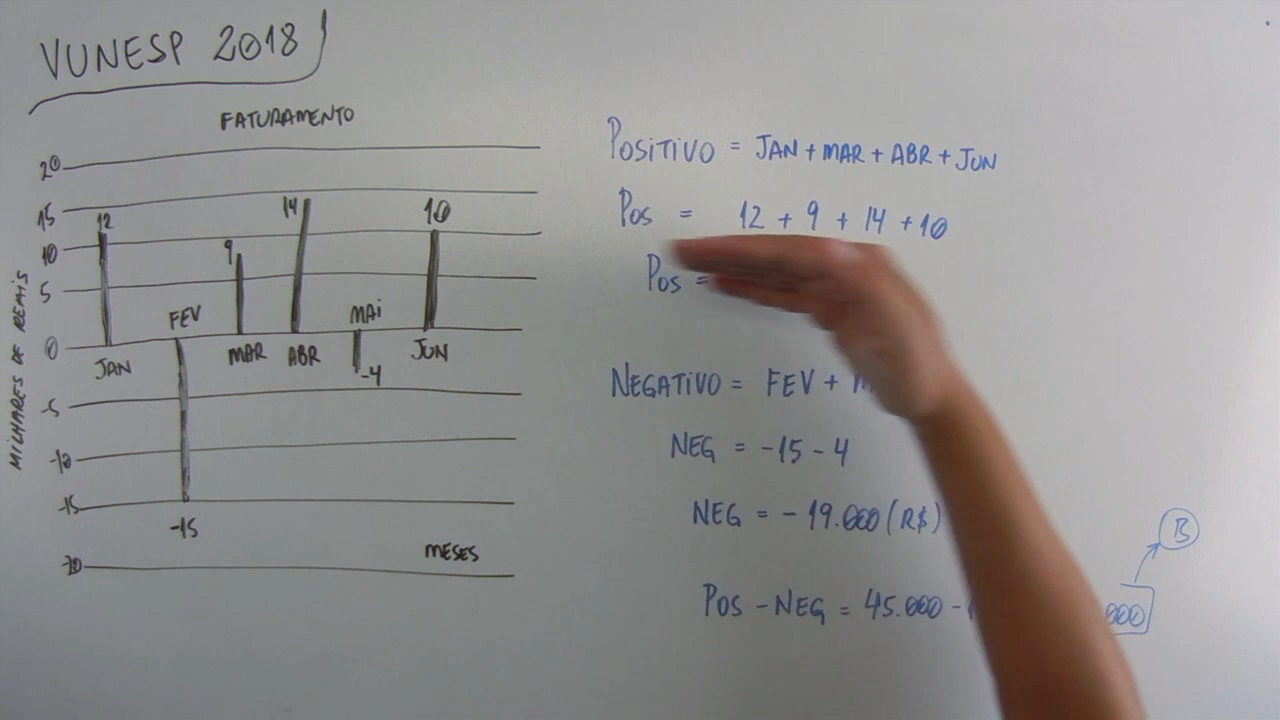 VUNESP 2018
FATURAMENTO
20
15
10
5
0
-5
-10
-15
-20
MILHARES DE REAIS
12
9
14
10
FEV
MAI
JAN
MAR
ABR
JUN
-4
-15
MESES
POSITIVO = JAN + MAR + ABR + JUN
POS = 12 + 9 + 14 + 10
POS =
NEGATIVO = FEV +
NEG = -15 - 4
NEG = - 19.000 (R$)
POS - NEG = 45.000 -
000
B